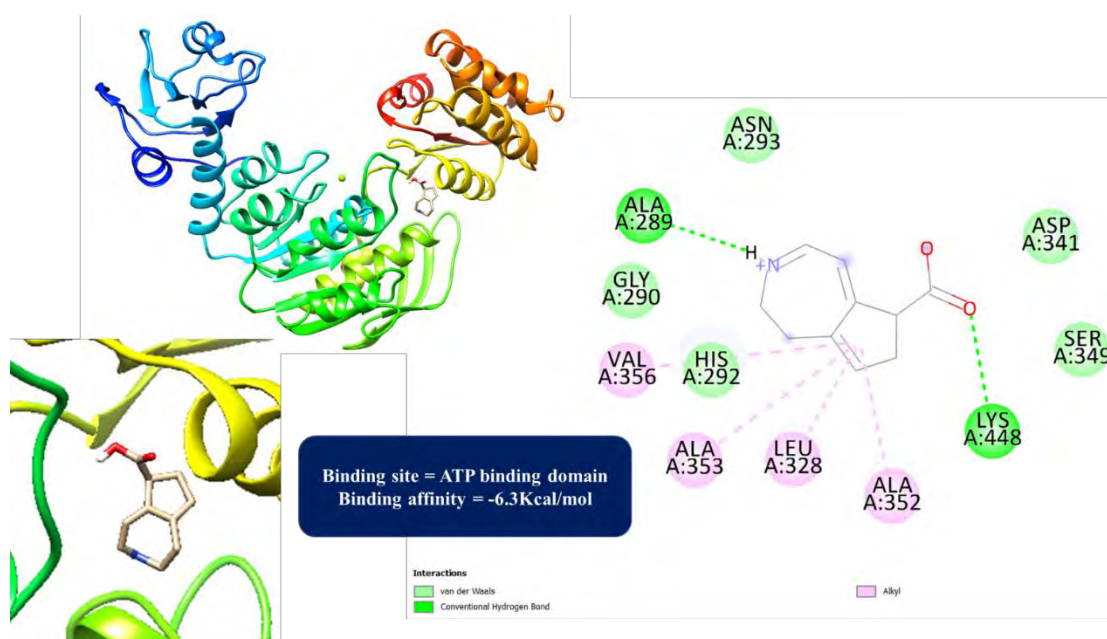 ASN
A:293
ALA
A:289
H
N
+
O
ASP
A:341
GLY
A:290
O
SER
A:349
VAL
A:356
HIS
A:292
LYS
A:448
ALA
A:353
LEU
A:328
ALA
A:352
Binding site = ATP binding domain
Binding affinity = -6.3Kcal/mol
Interactions
van der Waals
Conventional Hydrogen Bond
Alkyl